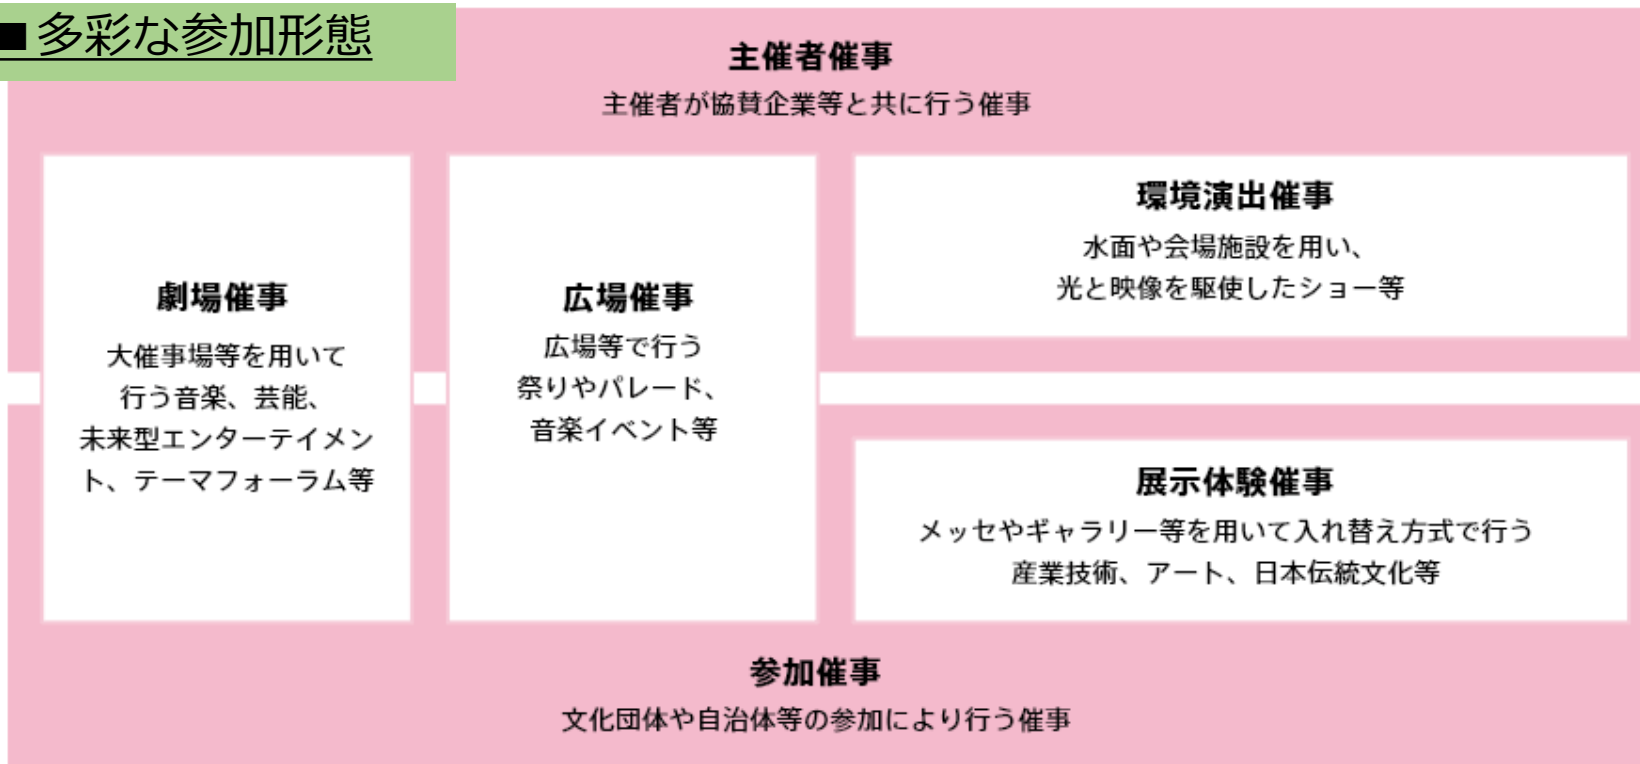 ■多彩な参加形態
主催者催事
主催者が協賛企業等と共に行う催事
劇場催事
大催事場等を用いて
行う音楽、芸能、
未来型エンターテイメン
ト、テーマフォーラム等
広場催事
広場等で行う
祭りやパレード、
音楽イベント等
環境演出催事
水面や会場施設を用い、
光と映像を駆使したショー等
展示体験催事
メッセやギャラリー等を用いて入れ替え方式で行う
産業技術、アート、日本伝統文化等
参加催事
文化団体や自治体等の参加により行う催事